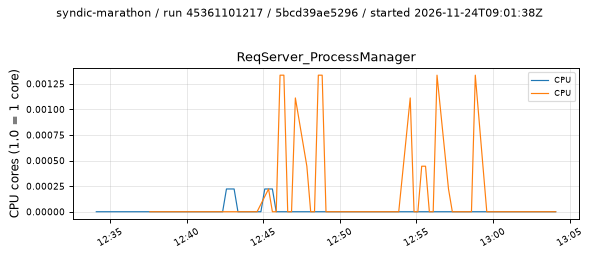 syndic-marathon / run 45361101217 / 5bcd39ae5296 / started 2026-11-24T09:01:38Z
ReqServer_ProcessManager
CPU cores (1.0 = 1 core)
0.00125
0.00100
0.00075
0.00050
0.00025
0.00000
CPU
CPU
12:35
12:40
12:45
12:50
12:55
13:00
13:05